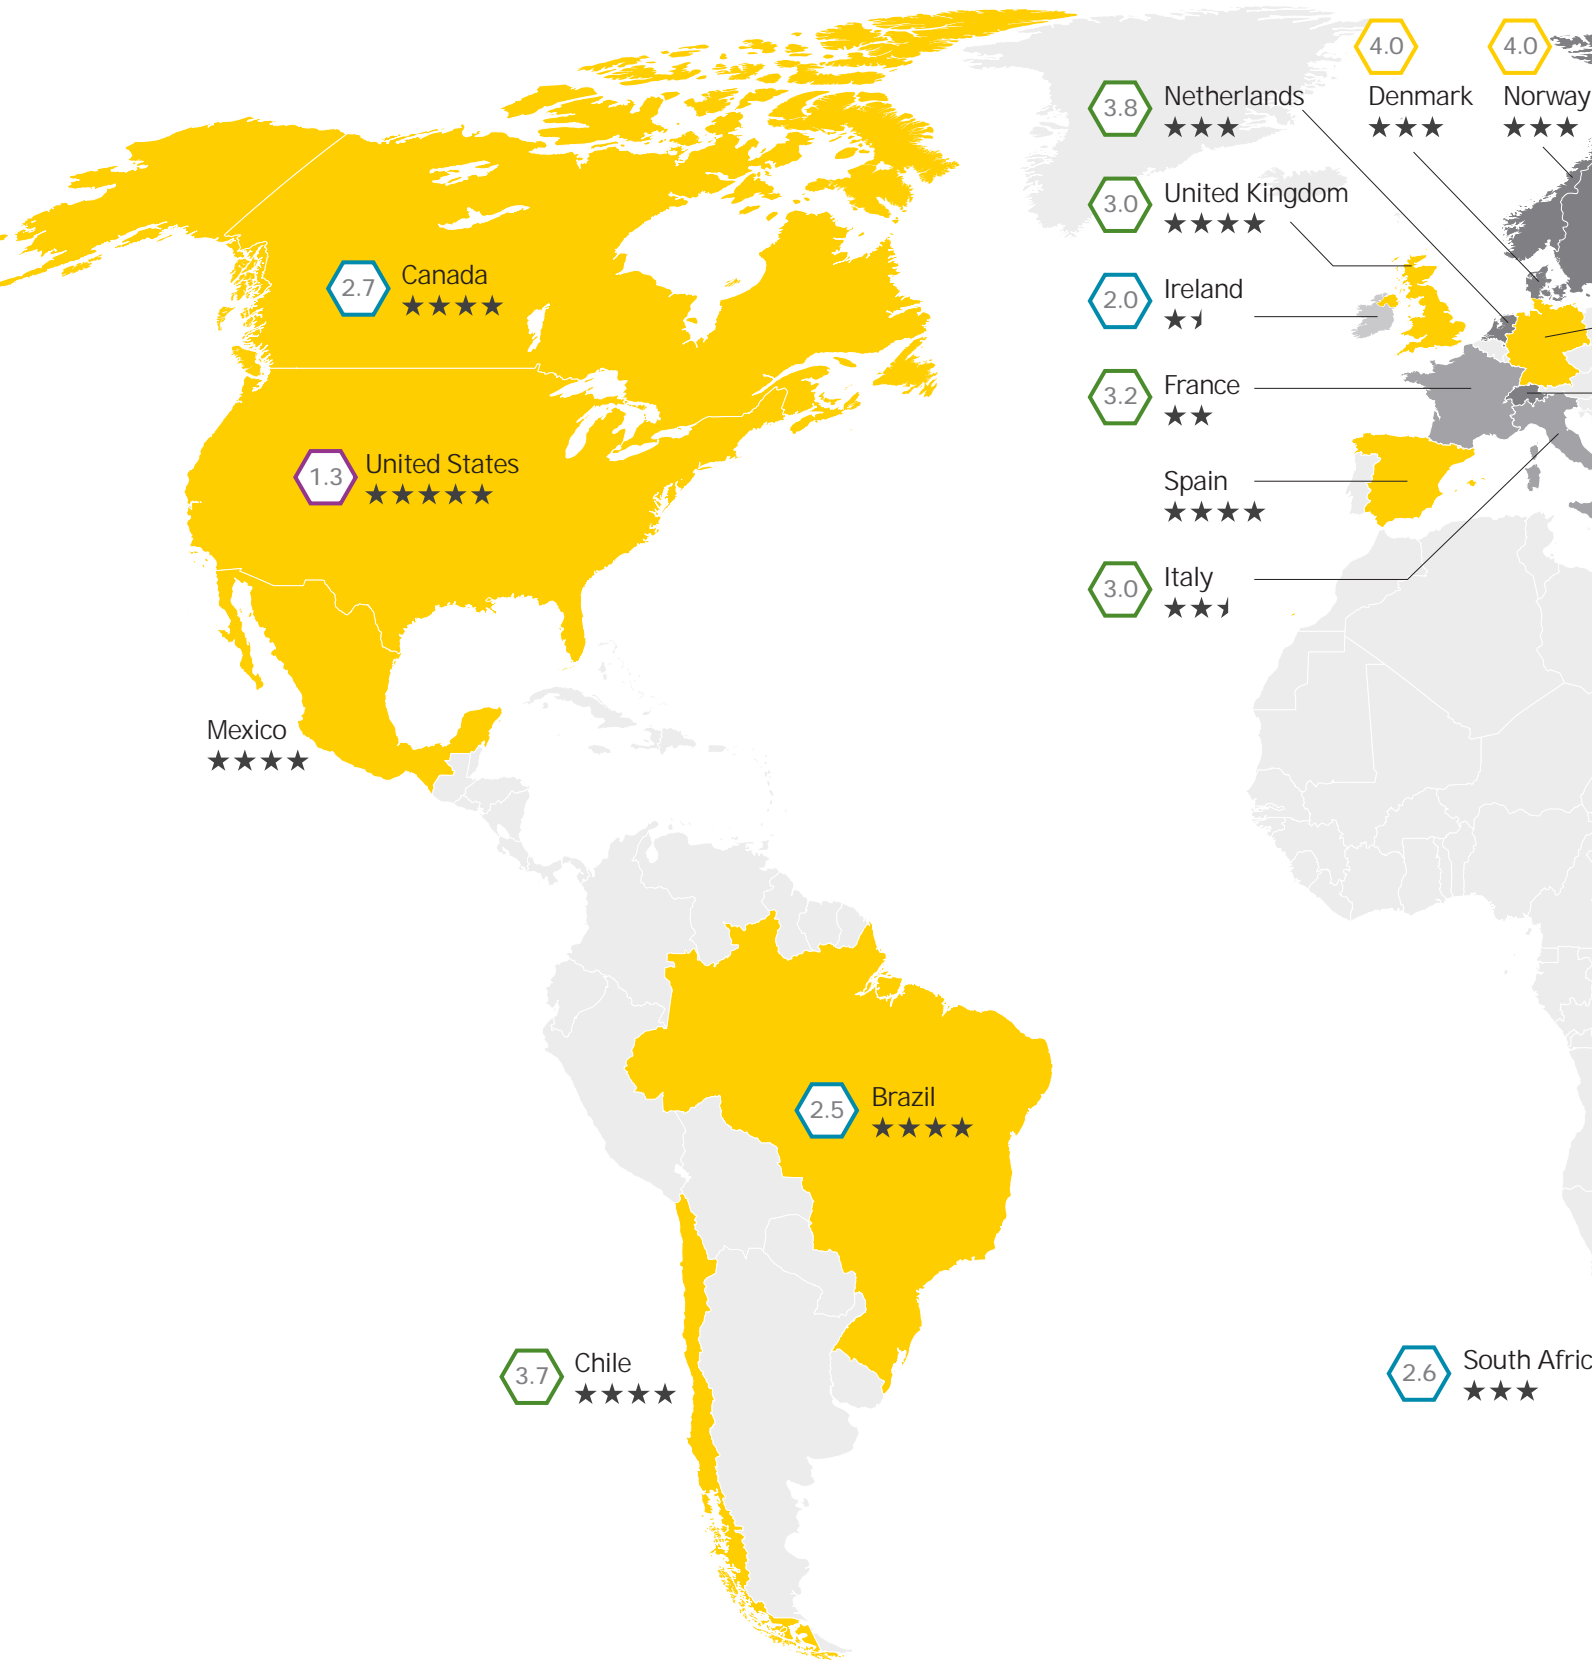 4.0
4.0
3.8
Netherlands
Denmark
Norway
3.0
United Kingdom
2.7
Canada
2.0
Ireland
3.2
France
1.3
United States
Spain
3.0
Italy
Mexico
2.5
Brazil
3.7
Chile
2.6
South Afric